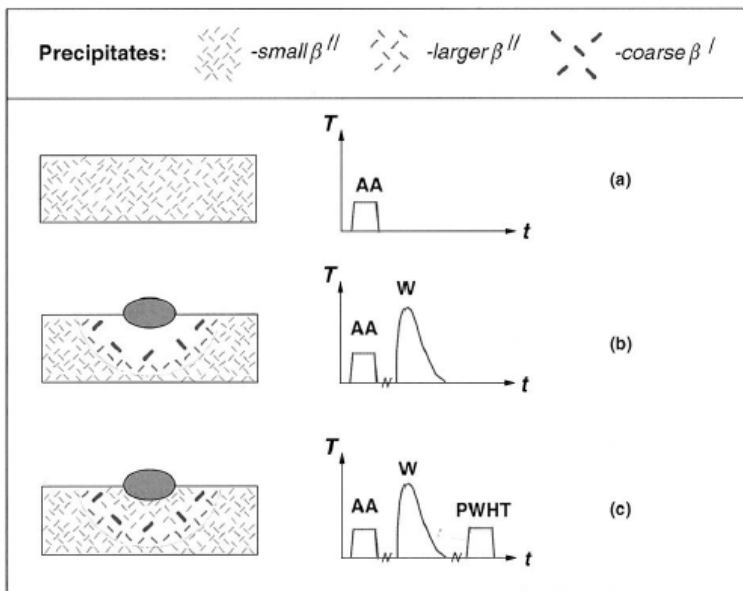 Precipitates: -small β// -larger β// -coarse β/
T
AA
(a)
t
T
W
AA
(b)
t
T
W
AA
PWHT
(c)
t